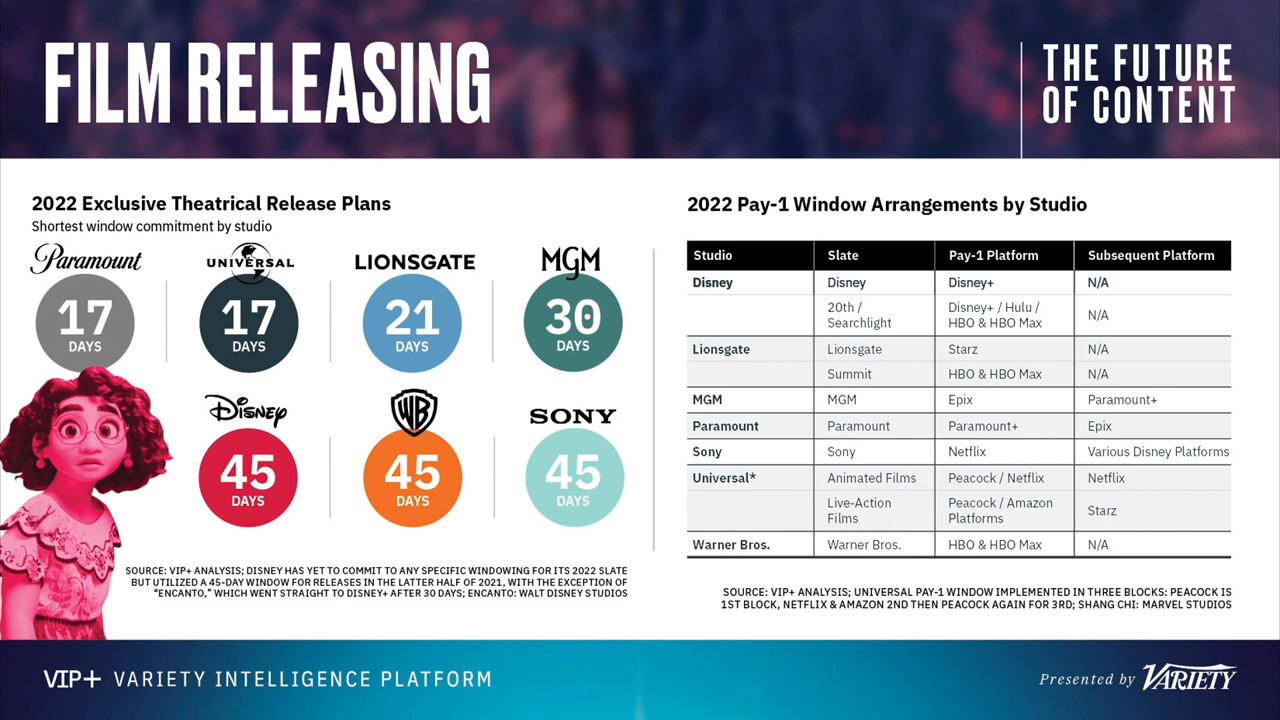 FILM RELEASING
THE FUTURE
OF CONTENT
2022 Exclusive Theatrical Release Plans
Shortest window commitment by studio
Paramount
17
DAYS
UNIVERSAL
17
DAYS
LIONSGATE
21
DAYS
MGM
30
DAYS
Disney
45
DAYS
WB
45
DAYS
SONY
45
DAYS
SOURCE: VIP+ ANALYSIS; DISNEY HAS YET TO COMMIT TO ANY SPECIFIC WINDOWING FOR ITS 2022 SLATE
BUT UTILIZED A 45-DAY WINDOW FOR RELEASES IN THE LATTER HALF OF 2021, WITH THE EXCEPTION OF
“ENCANTO,” WHICH WENT STRAIGHT TO DISNEY+ AFTER 30 DAYS; ENCANTO: WALT DISNEY STUDIOS
2022 Pay-1 Window Arrangements by Studio
Studio Slate Pay-1 Platform Subsequent Platform
Disney Disney Disney+ N/A
20th / Disney+ / Hulu /
Searchlight HBO & HBO Max N/A
Lionsgate Lionsgate Starz N/A
Summit HBO & HBO Max N/A
MGM MGM Epix Paramount+
Paramount Paramount Paramount+ Epix
Sony Sony Netflix Various Disney Platforms
Universal* Animated Films Peacock / Netflix Netflix
Live-Action Peacock / Amazon
Films Platforms Starz
Warner Bros. Warner Bros. HBO & HBO Max N/A
SOURCE: VIP+ ANALYSIS; UNIVERSAL PAY-1 WINDOW IMPLEMENTED IN THREE BLOCKS: PEACOCK IS
1ST BLOCK, NETFLIX & AMAZON 2ND THEN PEACOCK AGAIN FOR 3RD; SHANG CHI: MARVEL STUDIOS
VIP+ VARIETY INTELLIGENCE PLATFORM
Presented by VARIETY